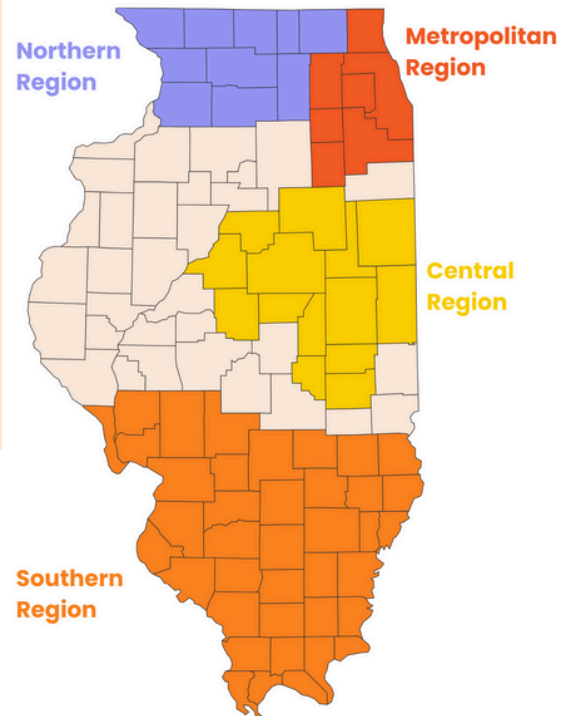 Northern
Region
Metropolitan
Region
Central
Region
Southern
Region